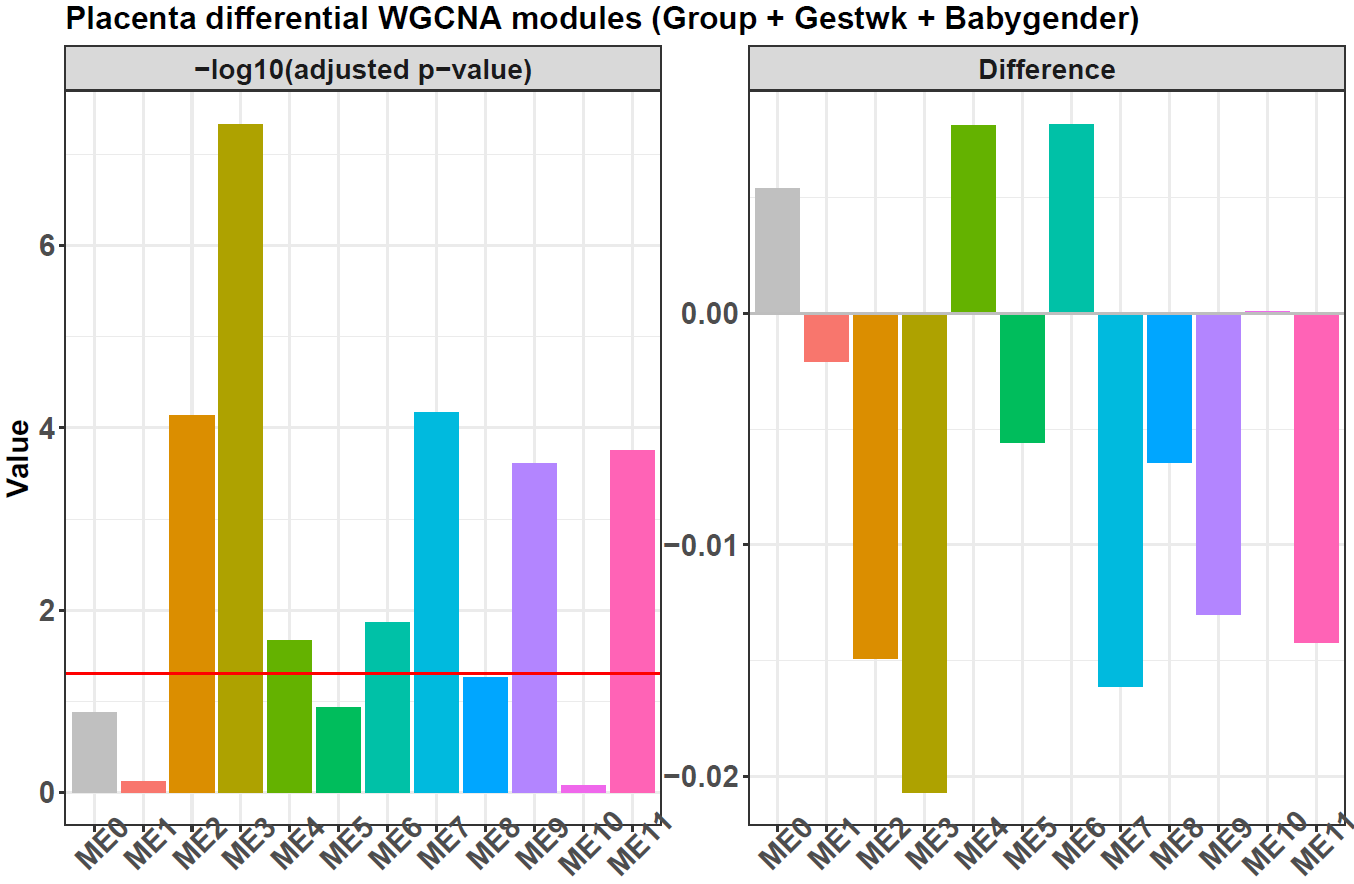 Placenta differential WGCNA modules (Group + Gestwk + Babygender)
−log10(adjusted p−value)
Difference
Value
6
4
2
0
0.00
−0.01
−0.02
ME0 ME1 ME2 ME3 ME4 ME5 ME6 ME7 ME8 ME9 ME10 ME11
ME0 ME1 ME2 ME3 ME4 ME5 ME6 ME7 ME8 ME9 ME10 ME11